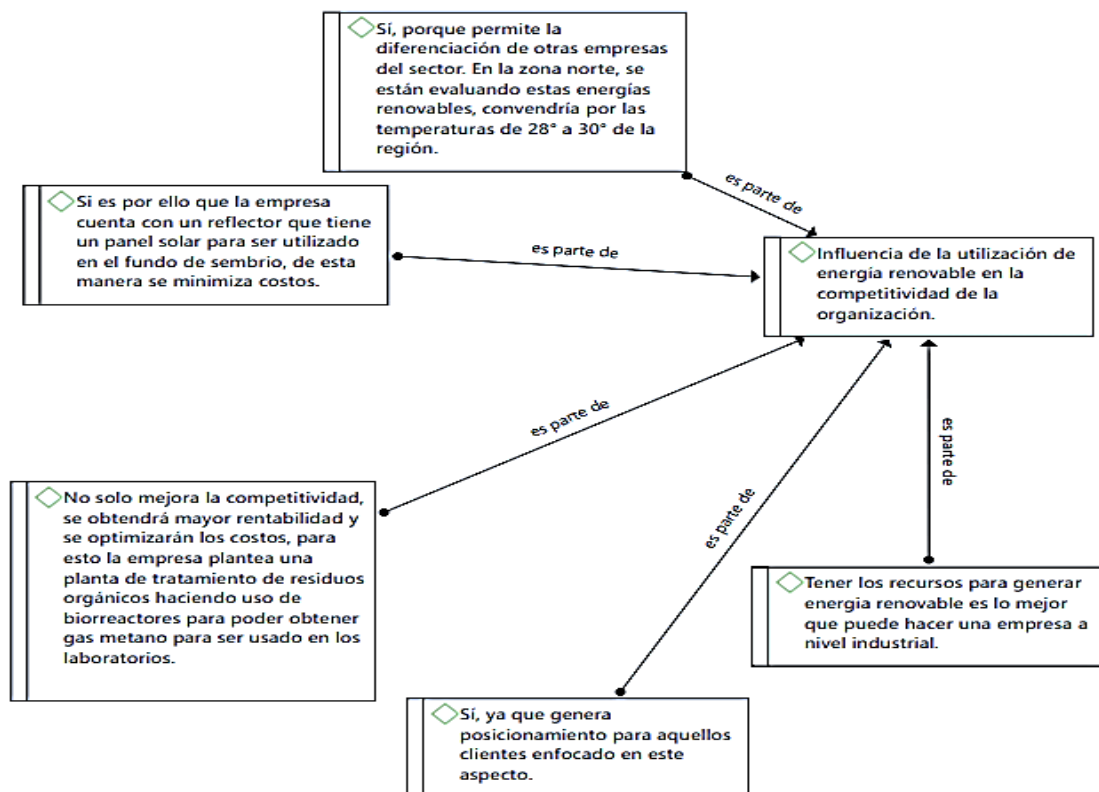 Sí, porque permite la
diferenciación de otras empresas
del sector. En la zona norte, se
están evaluando estas energías
renovables, convendría por las
temperaturas de 28° a 30° de la
región.
es parte de
Si es por ello que la empresa
cuenta con un reflector que tiene
un panel solar para ser utilizado
en el fundo de sembrio, de esta
manera se minimiza costos.
es parte de
Influencia de la utilización de
energía renovable en la
competitividad de la
organización.
es parte de
es parte de
es parte de
No solo mejora la competitividad,
se obtendrá mayor rentabilidad y
se optimizarán los costos, para
esto la empresa plantea una
planta de tratamiento de residuos
orgánicos haciendo uso de
biorreactores para poder obtener
gas metano para ser usado en los
laboratorios.
Tener los recursos para generar
energia renovable es lo mejor
que puede hacer una empresa a
nivel industrial.
Sí, ya que genera
posicionamiento para aquellos
clientes enfocado en este
aspecto.